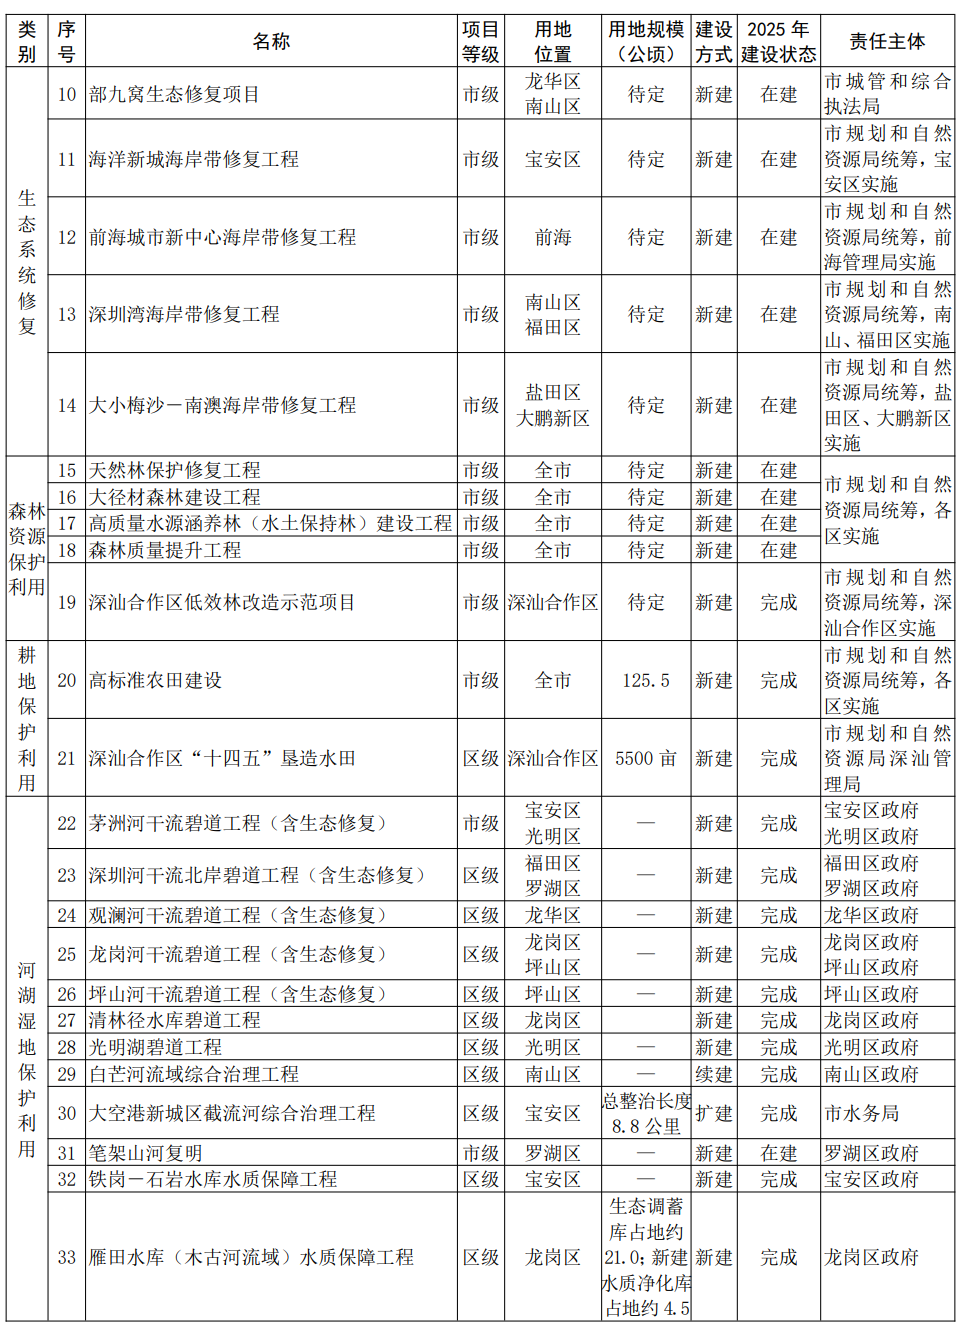 类别 序号 名称 项目等级 用地位置 用地规模（公顷） 建设方式 2025 年建设状态 责任主体
生态系统修复
10 部九窝生态修复项目 市级 龙华区 南山区 待定 新建 在建 市城管和综合执法局
11 海洋新城海岸带修复工程 市级 宝安区 待定 新建 在建 市规划和自然资源局统筹，宝安区实施
12 前海城市新中心海岸带修复工程 市级 前海 待定 新建 在建 市规划和自然资源局统筹，前海管理局实施
13 深圳湾海岸带修复工程 市级 南山区 福田区 待定 新建 在建 市规划和自然资源局统筹，南山、福田区实施
14 大小梅沙－南澳海岸带修复工程 市级 盐田区 大鹏新区 待定 新建 在建 市规划和自然资源局统筹，盐田区、大鹏新区实施
森林资源保护利用
15 天然林保护修复工程 市级 全市 待定 新建 在建 市规划和自然资源局统筹，各区实施
16 大径材森林建设工程 市级 全市 待定 新建 在建
17 高质量水源涵养林（水土保持林）建设工程 市级 全市 待定 新建 在建
18 森林质量提升工程 市级 全市 待定 新建 在建
19 深汕合作区低效林改造示范项目 市级 深汕合作区 待定 新建 完成 市规划和自然资源局统筹，深汕合作区实施
耕地保护利用
20 高标准农田建设 市级 全市 125.5 新建 完成 市规划和自然资源局统筹，各区实施
21 深汕合作区“十四五”垦造水田 区级 深汕合作区 5500 亩 新建 完成 市规划和自然资源局深汕管理局
河湖湿地保护利用
22 茅洲河干流碧道工程（含生态修复） 市级 宝安区 光明区 — 新建 完成 宝安区政府 光明区政府
23 深圳河干流北岸碧道工程（含生态修复） 区级 福田区 罗湖区 — 新建 完成 福田区政府 罗湖区政府
24 观澜河干流碧道工程（含生态修复） 区级 龙华区 — 新建 完成 龙华区政府
25 龙岗河干流碧道工程（含生态修复） 区级 龙岗区 坪山区 — 新建 完成 龙岗区政府 坪山区政府
26 坪山河干流碧道工程（含生态修复） 区级 坪山区 — 新建 完成 坪山区政府
27 清林径水库碧道工程 区级 龙岗区 新建 完成 龙岗区政府
28 光明湖碧道工程 区级 光明区 — 新建 完成 光明区政府
29 白芒河流域综合治理工程 区级 南山区 — 续建 完成 南山区政府
30 大空港新城区截流河综合治理工程 区级 宝安区 总整治长度 8.8 公里 扩建 完成 市水务局
31 笔架山河复明 市级 罗湖区 — 新建 在建 罗湖区政府
32 铁岗－石岩水库水质保障工程 区级 宝安区 — 新建 完成 宝安区政府
33 雁田水库（木古河流域）水质保障工程 区级 龙岗区 生态调蓄库占地约 21.0；新建水质净化库占地约 4.5 新建 完成 龙岗区政府